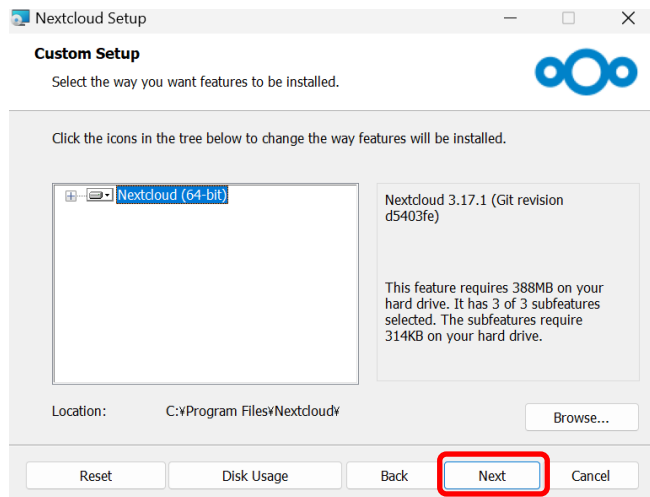 Nextcloud Setup
Custom Setup
Select the way you want features to be installed.
Click the icons in the tree below to change the way features will be installed.
Nextcloud (64-bit)
Nextcloud 3.17.1 (Git revision
d5403fe)
This feature requires 388MB on your
hard drive. It has 3 of 3 subfeatures
selected. The subfeatures require
314KB on your hard drive.
Location: C:¥Program Files¥Nextcloud¥
Browse...
Reset Disk Usage Back Next Cancel